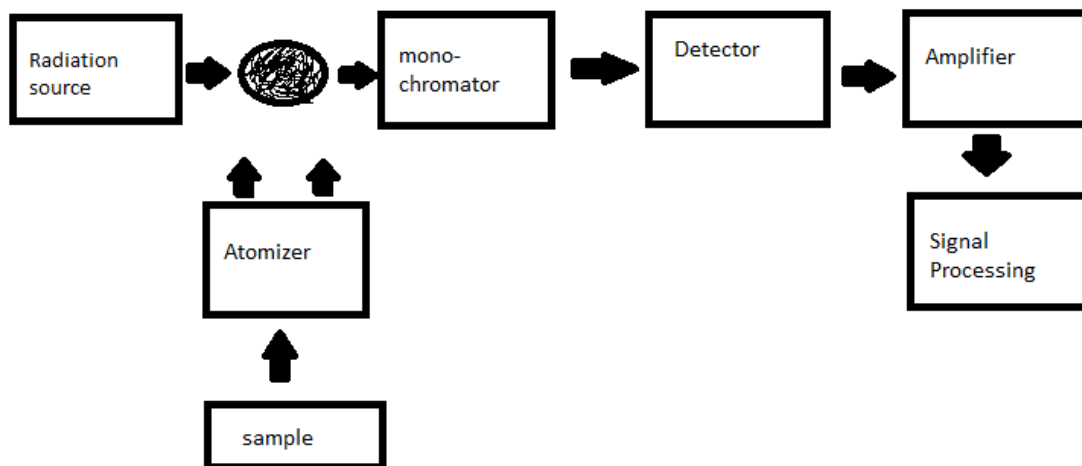 Radiation
source
mono-
chromator
Detector
Amplifier
Atomizer
Signal
Processing
sample